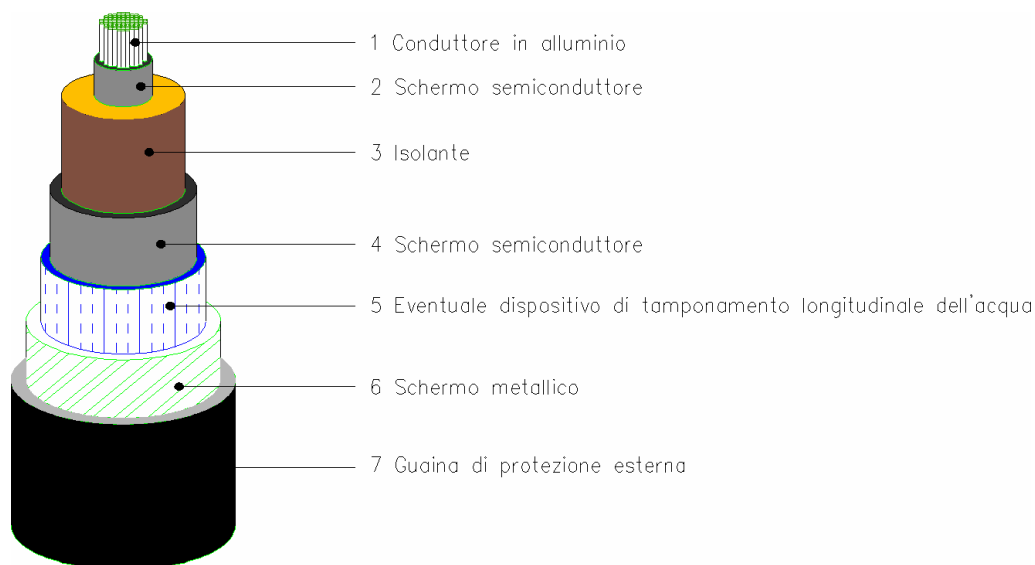 1 Conduttore in alluminio
2 Schermo semiconduttore
3 Isolante
4 Schermo semiconduttore
5 Eventuale dispositivo di tamponamento longitudinale dell'acqua
6 Schermo metallico
7 Guaina di protezione esterna